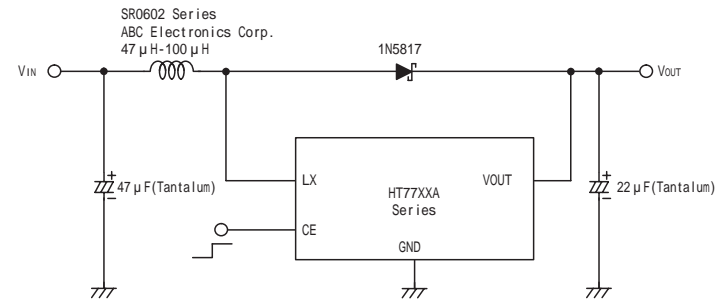 SR0602 Series
ABC Electronics Corp.
47μH-100μH
1N5817
VIN
VOUT
+
47μF(Tantalum)
LX
HT77XXA
Series
VOUT
CE
GND
+
22μF(Tantalum)